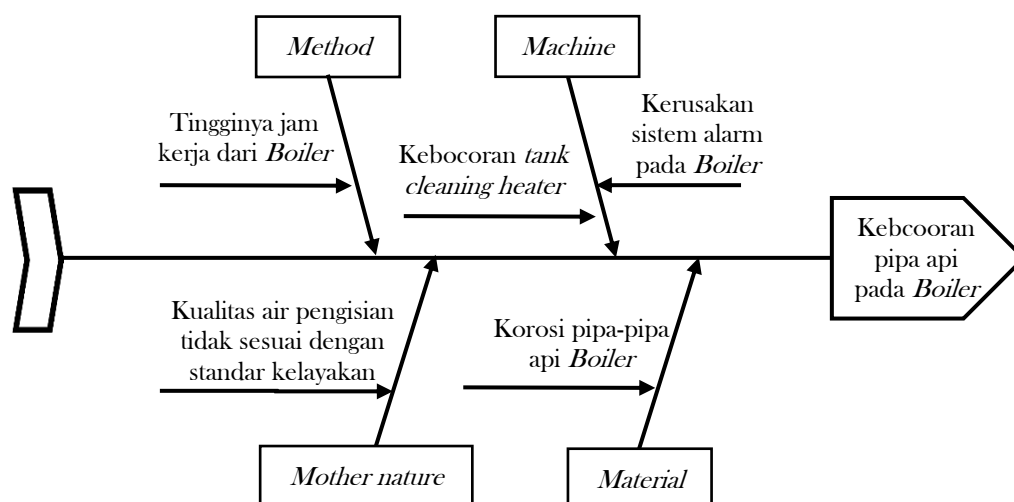 Method
Machine
Tingginya jam
kerja dari Boiler
Kebocoran tank
cleaning heater
Kerusakan
sistem alarm
pada Boiler
Kebcooran
pipa api
pada Boiler
Kualitas air pengisian
tidak sesuai dengan
standar kelayakan
Korosi pipa-pipa
api Boiler
Mother nature
Material